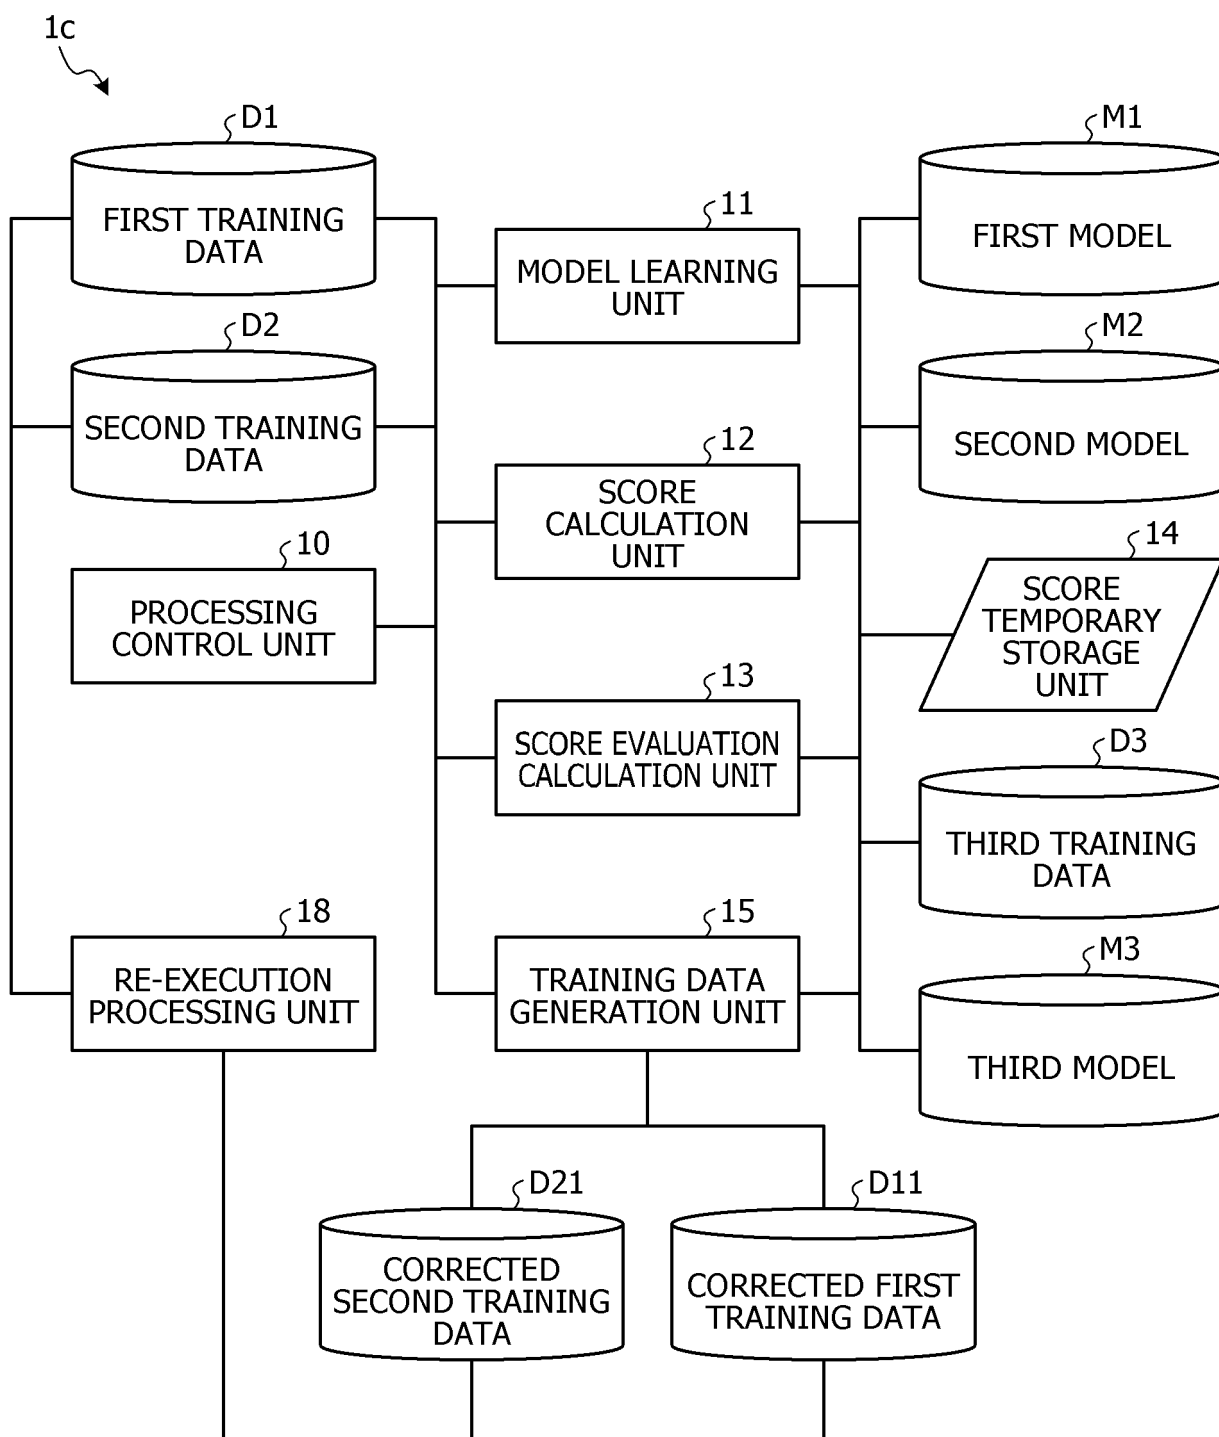 1c
D1
FIRST TRAINING
DATA
D2
SECOND TRAINING
DATA
10
PROCESSING
CONTROL UNIT
18
RE-EXECUTION
PROCESSING UNIT
11
MODEL LEARNING
UNIT
12
SCORE
CALCULATION
UNIT
13
SCORE EVALUATION
CALCULATION UNIT
15
TRAINING DATA
GENERATION UNIT
M1
FIRST MODEL
M2
SECOND MODEL
14
SCORE
TEMPORARY
STORAGE
UNIT
D3
THIRD TRAINING
DATA
M3
THIRD MODEL
D21
CORRECTED
SECOND TRAINING
DATA
D11
CORRECTED FIRST
TRAINING DATA